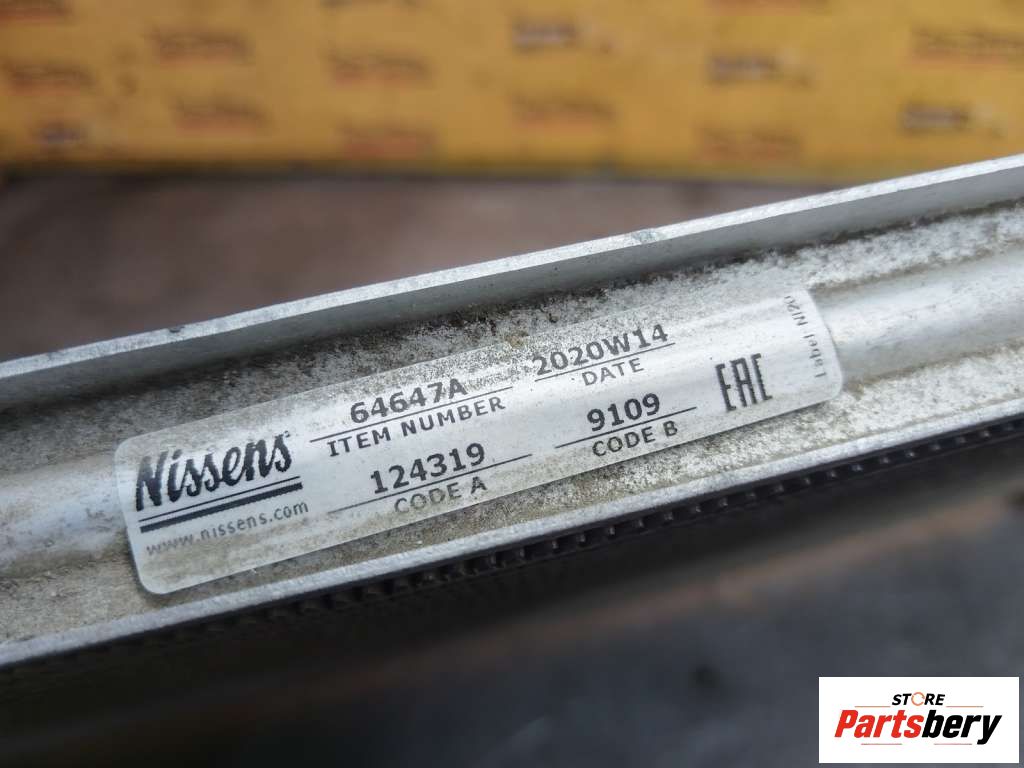 Nissens
www.nissens.com
64647A
ITEM NUMBER
2020W14
DATE
124319
CODE A
9109
CODE B
EAC
Label NI20
STORE
Partsbery